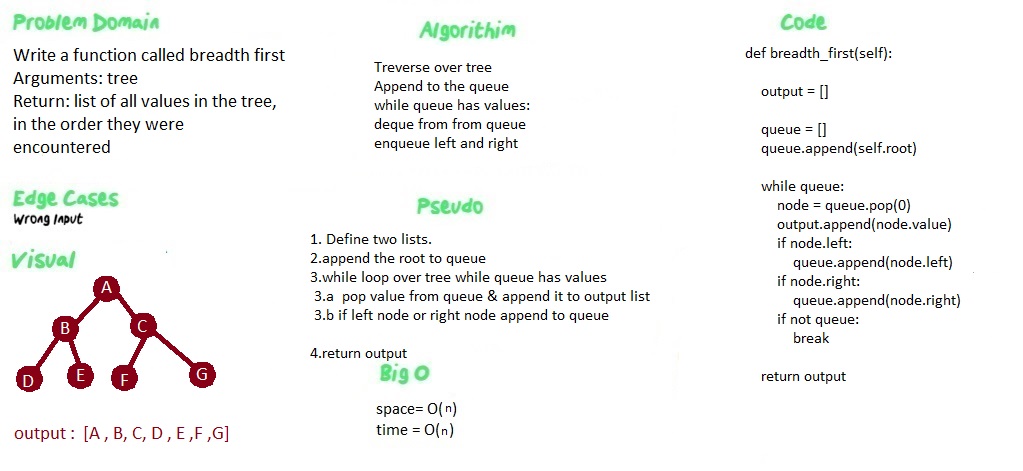 Problem Domain
Write a function called breadth first
Arguments: tree
Return: list of all values in the tree,
in the order they were
encountered
Edge Cases
Wrong Input
Visual
A
B
C
D
E
F
G
output : [A , B, C, D , E ,F ,G]
Algorithim
Treverse over tree
Append to the queue
while queue has values:
deque from from queue
enqueue left and right
Pseudo
1. Define two lists.
2.append the root to queue
3.while loop over tree while queue has values
3.a pop value from queue & append it to output list
3.b if left node or right node append to queue
4.return output
Big O
space= O(n)
time = O(n)
Code
def breadth_first(self):
output = []
queue = []
queue.append(self.root)
while queue:
node = queue.pop(0)
output.append(node.value)
if node.left:
queue.append(node.left)
if node.right:
queue.append(node.right)
if not queue:
break
return output